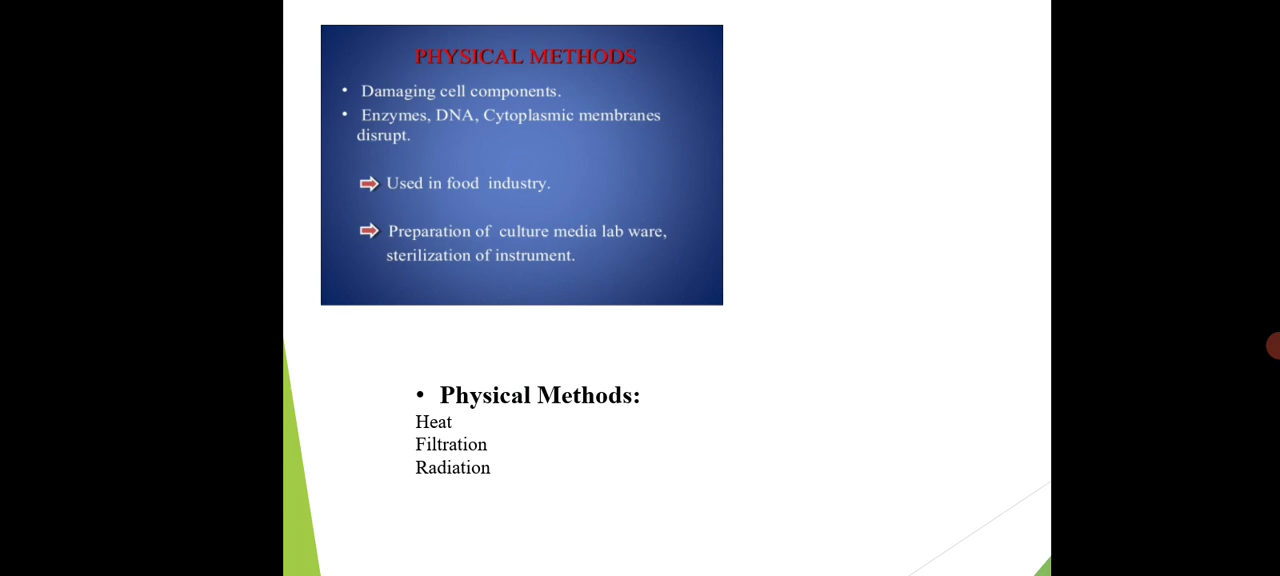 PHYSICAL METHODS
• Damaging cell components.
• Enzymes, DNA, Cytoplasmic membranes
disrupt.
Used in food industry.
Preparation of culture media lab ware,
sterilization of instrument.
• Physical Methods:
Heat
Filtration
Radiation